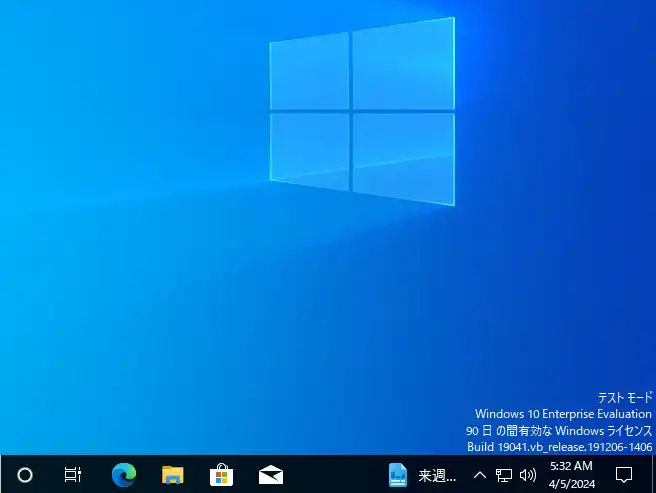 テスト モード
Windows 10 Enterprise Evaluation
90 日 の間有効な Windows ライセンス
Build 19041.vb_release.191206-1406
来週...
5:32 AM
4/5/2024